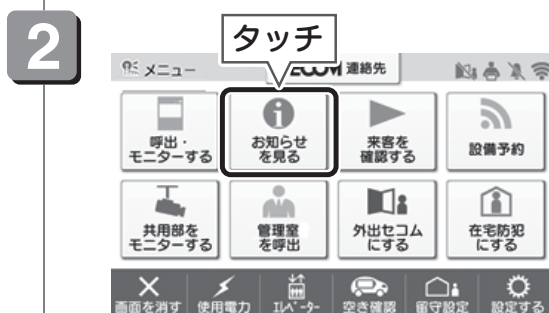 2
タッチ
メニュー
連絡先
呼出・
モニターする
お知らせ
を見る
来客を
確認する
設備予約
共用部を
モニターする
管理室
を呼出
外出セコム
にする
在宅防犯
にする
画面を消す 使用電力 ｴﾚﾍﾞｰﾀｰ 空き確認 留守設定 設定する